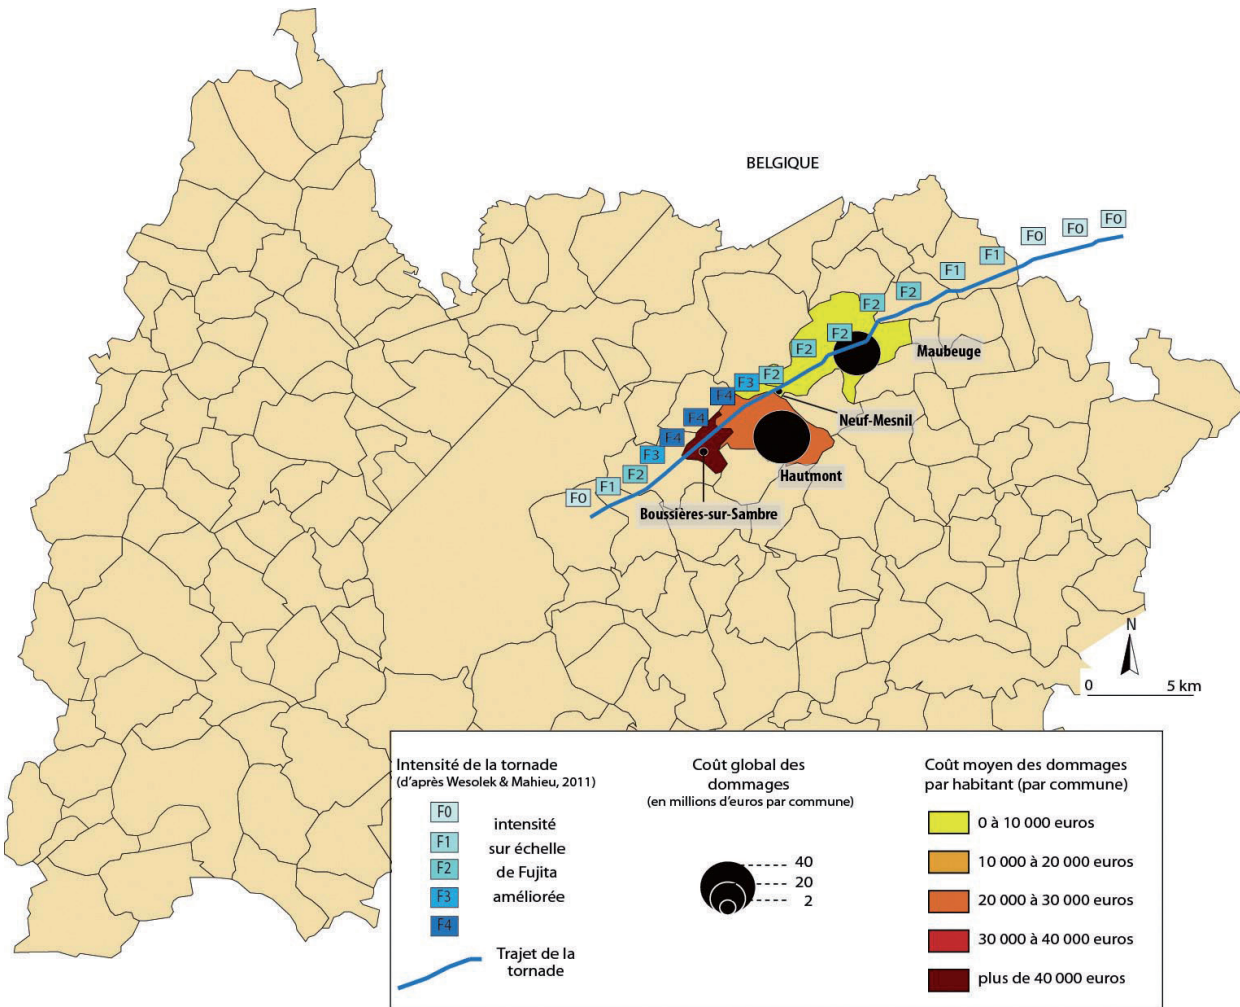 BELGIQUE
F0
F0
F0
F1
F1
F2
F2
F2
F2
F2
F3
F4
F4
F4
F3
F2
F1
F0
Maubeuge
Neuf-Mesnil
Hautmont
Boussières-sur-Sambre
N
0 5 km
Intensité de la tornade
(d'après Wesolek & Mahieu, 2011)
F0
F1
F2
F3
F4
intensité
sur échelle
de Fujita
améliorée
Trajet de la
tornade
Coût global des
dommages
(en millions d'euros par commune)
40
20
2
Coût moyen des dommages
par habitant (par commune)
0 à 10 000 euros
10 000 à 20 000 euros
20 000 à 30 000 euros
30 000 à 40 000 euros
plus de 40 000 euros